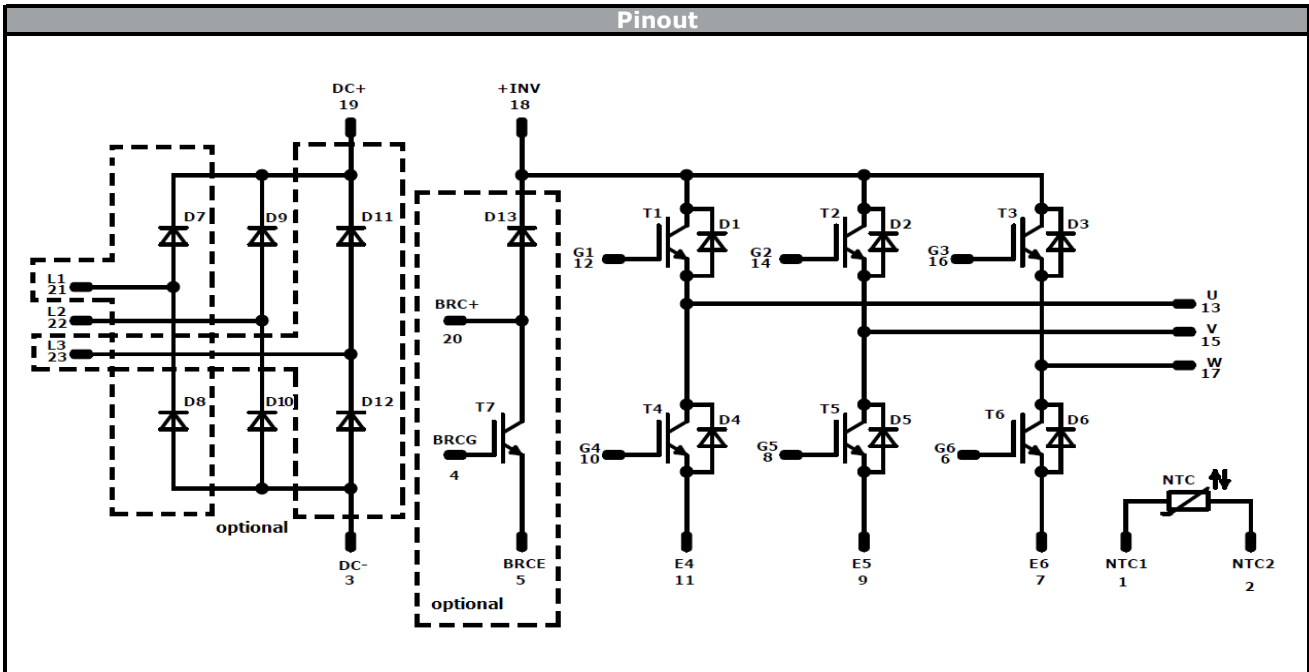 Pinout
DC+
19
+INV
18
D7
D9
D11
D13
T1
D1
T2
D2
T3
D3
G1
12
G2
14
G3
16
L1
21
L2
22
L3
23
BRC+
20
U
13
V
15
W
17
D8
D10
D12
T7
BRCG
4
T4
D4
T5
D5
T6
D6
G4
10
G5
8
G6
6
NTC
optional
DC-
3
BRCE
5
E4
11
E5
9
E6
7
NTC1
1
NTC2
2
optional